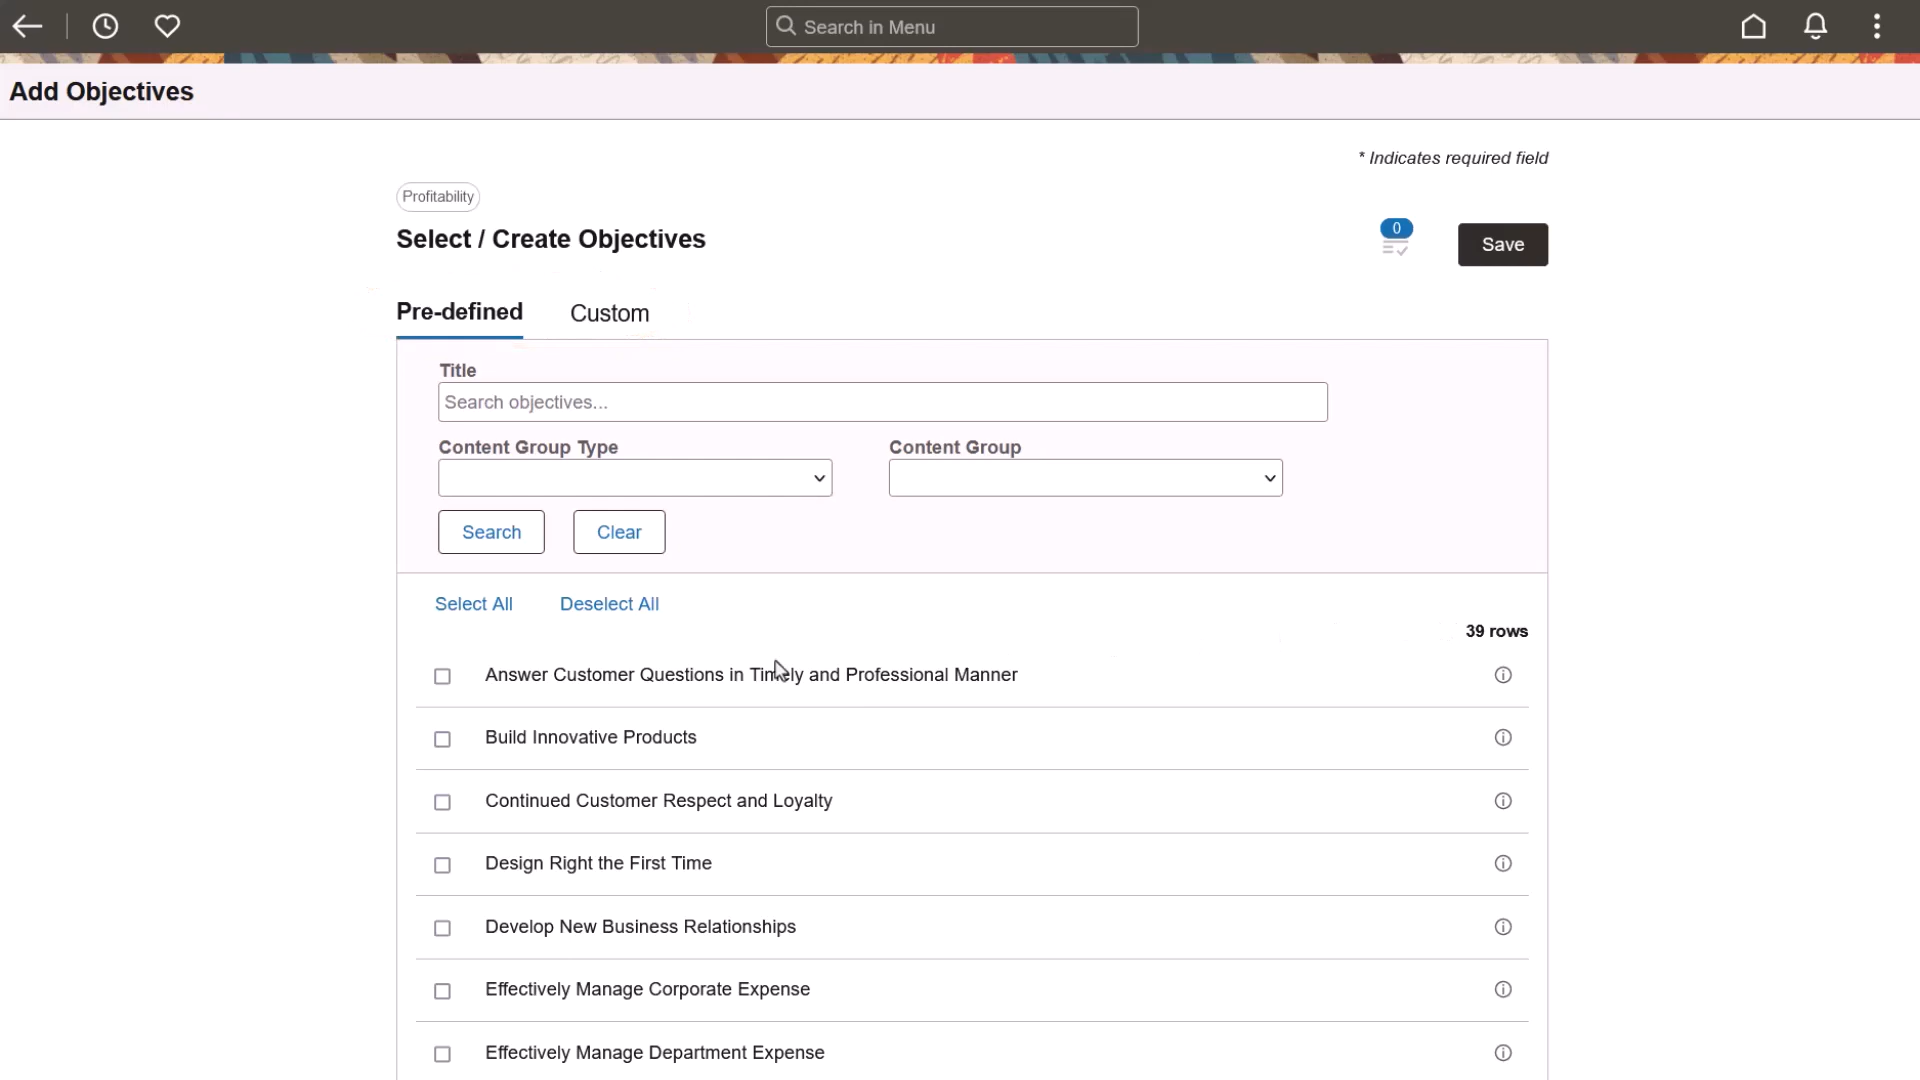 Search in Menu
Add Objectives
* Indicates required field
Profitability
Select / Create Objectives
0
Save
Pre-defined
Custom
Title
Search objectives...
Content Group Type
Content Group
Search
Clear
Select All
Deselect All
39 rows
Answer Customer Questions in Timely and Professional Manner
Build Innovative Products
Continued Customer Respect and Loyalty
Design Right the First Time
Develop New Business Relationships
Effectively Manage Corporate Expense
Effectively Manage Department Expense